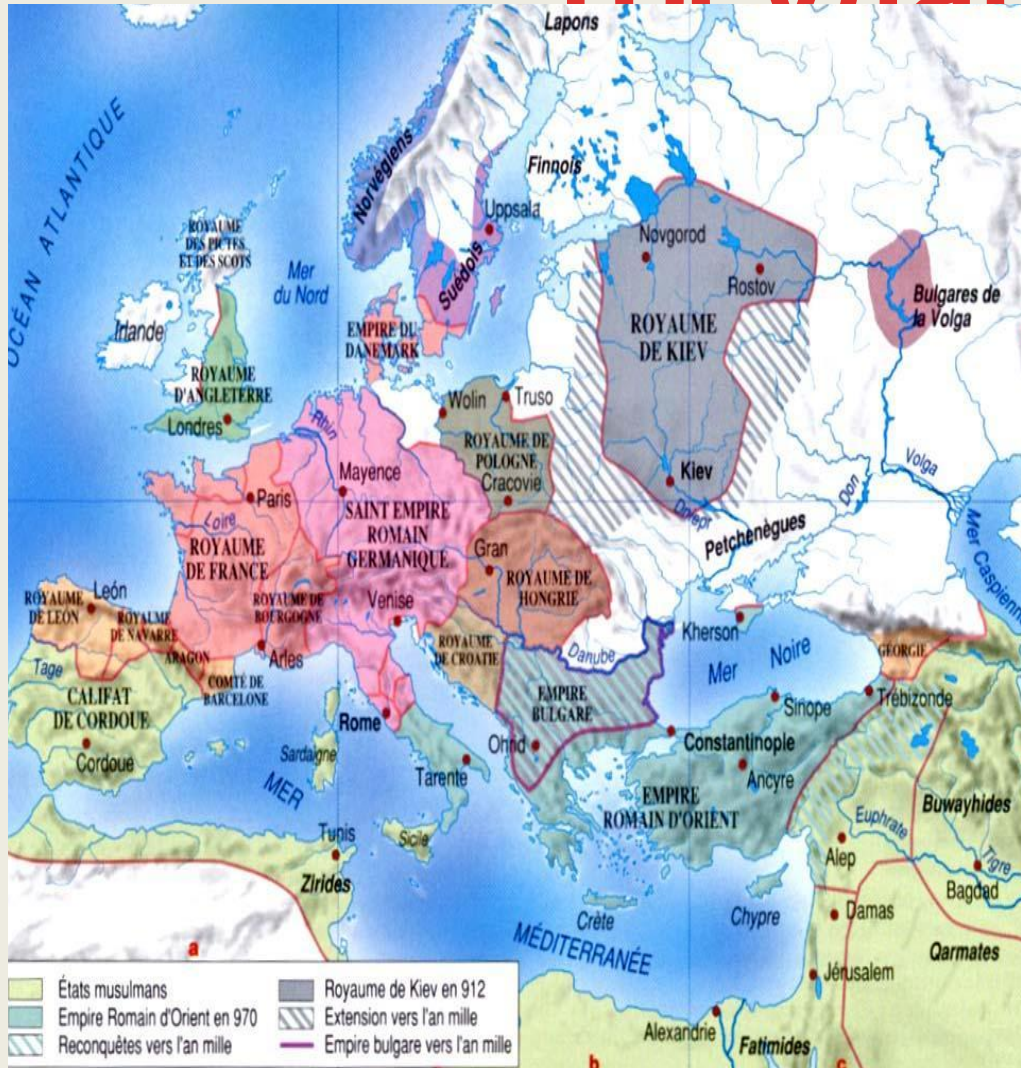 Lapons
OCÉAN ATLANTIQUE
Norvégiens
Finnois
Uppsala
Suédois
ROYAUME
DES PICTES
ET DES SCOTS
Mer
du Nord
Novgorod
Rostov
Bulgares de
la Volga
Irlande
EMPIRE DU
DANEMARK
ROYAUME
DE KIEV
ROYAUME
D'ANGLETERRE
Londres
Wolin
Truso
Rhin
ROYAUME DE
POLOGNE
Cracovie
Mayence
Kiev
Volga
Don
Paris
SAINT EMPIRE
ROMAIN
GERMANIQUE
Dniepr
Petchenègues
Mer Caspienne
Loire
ROYAUME
DE FRANCE
Gran
ROYAUME DE
HONGRIE
León
ROYAUME
DE LEÓN
ROYAUME
DE NAVARRE
ROYAUME DE
BOURGOGNE
Venise
Kherson
Mer Noire
GÉORGIE
ARAGON
Arles
ROYAUME
DE CROATIE
Danube
Tage
COMTÉ DE
BARCELONE
CALIFAT
DE CORDOUE
Cordoue
Rome
EMPIRE
BULGARE
Ohrid
Sinope
Trébizonde
Constantinople
Ancyre
Sardaigne
Tarente
EMPIRE
ROMAIN D'ORIENT
Buwayhides
MER
MÉDITERRANÉE
Tunis
Sicile
Zirides
Euphrate
Tigre
Alep
Bagdad
Crète
Chypre
Damas
Qarmates
Jérusalem
Alexandrie
Fatimides
a
b
c
États musulmans
Empire Romain d'Orient en 970
Reconquêtes vers l'an mille
Royaume de Kiev en 912
Extension vers l'an mille
Empire bulgare vers l'an mille